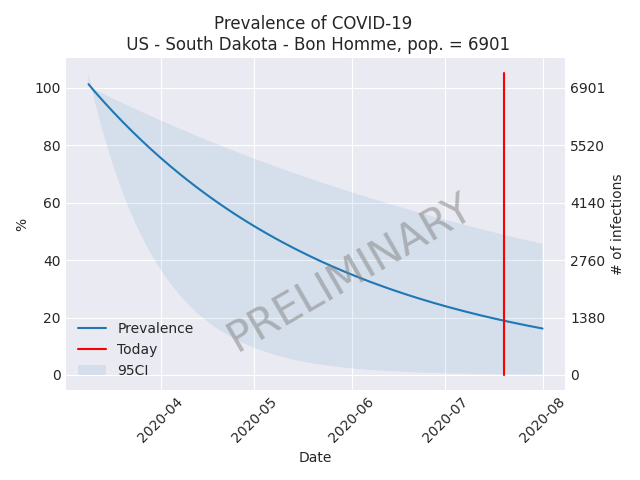 Prevalence of COVID-19
US - South Dakota - Bon Homme, pop. = 6901
100
80
60
40
20
0
%
6901
5520
4140
2760
1380
0
# of infections
PRELIMINARY
Prevalence
Today
95CI
2020-04
2020-05
2020-06
2020-07
2020-08
Date